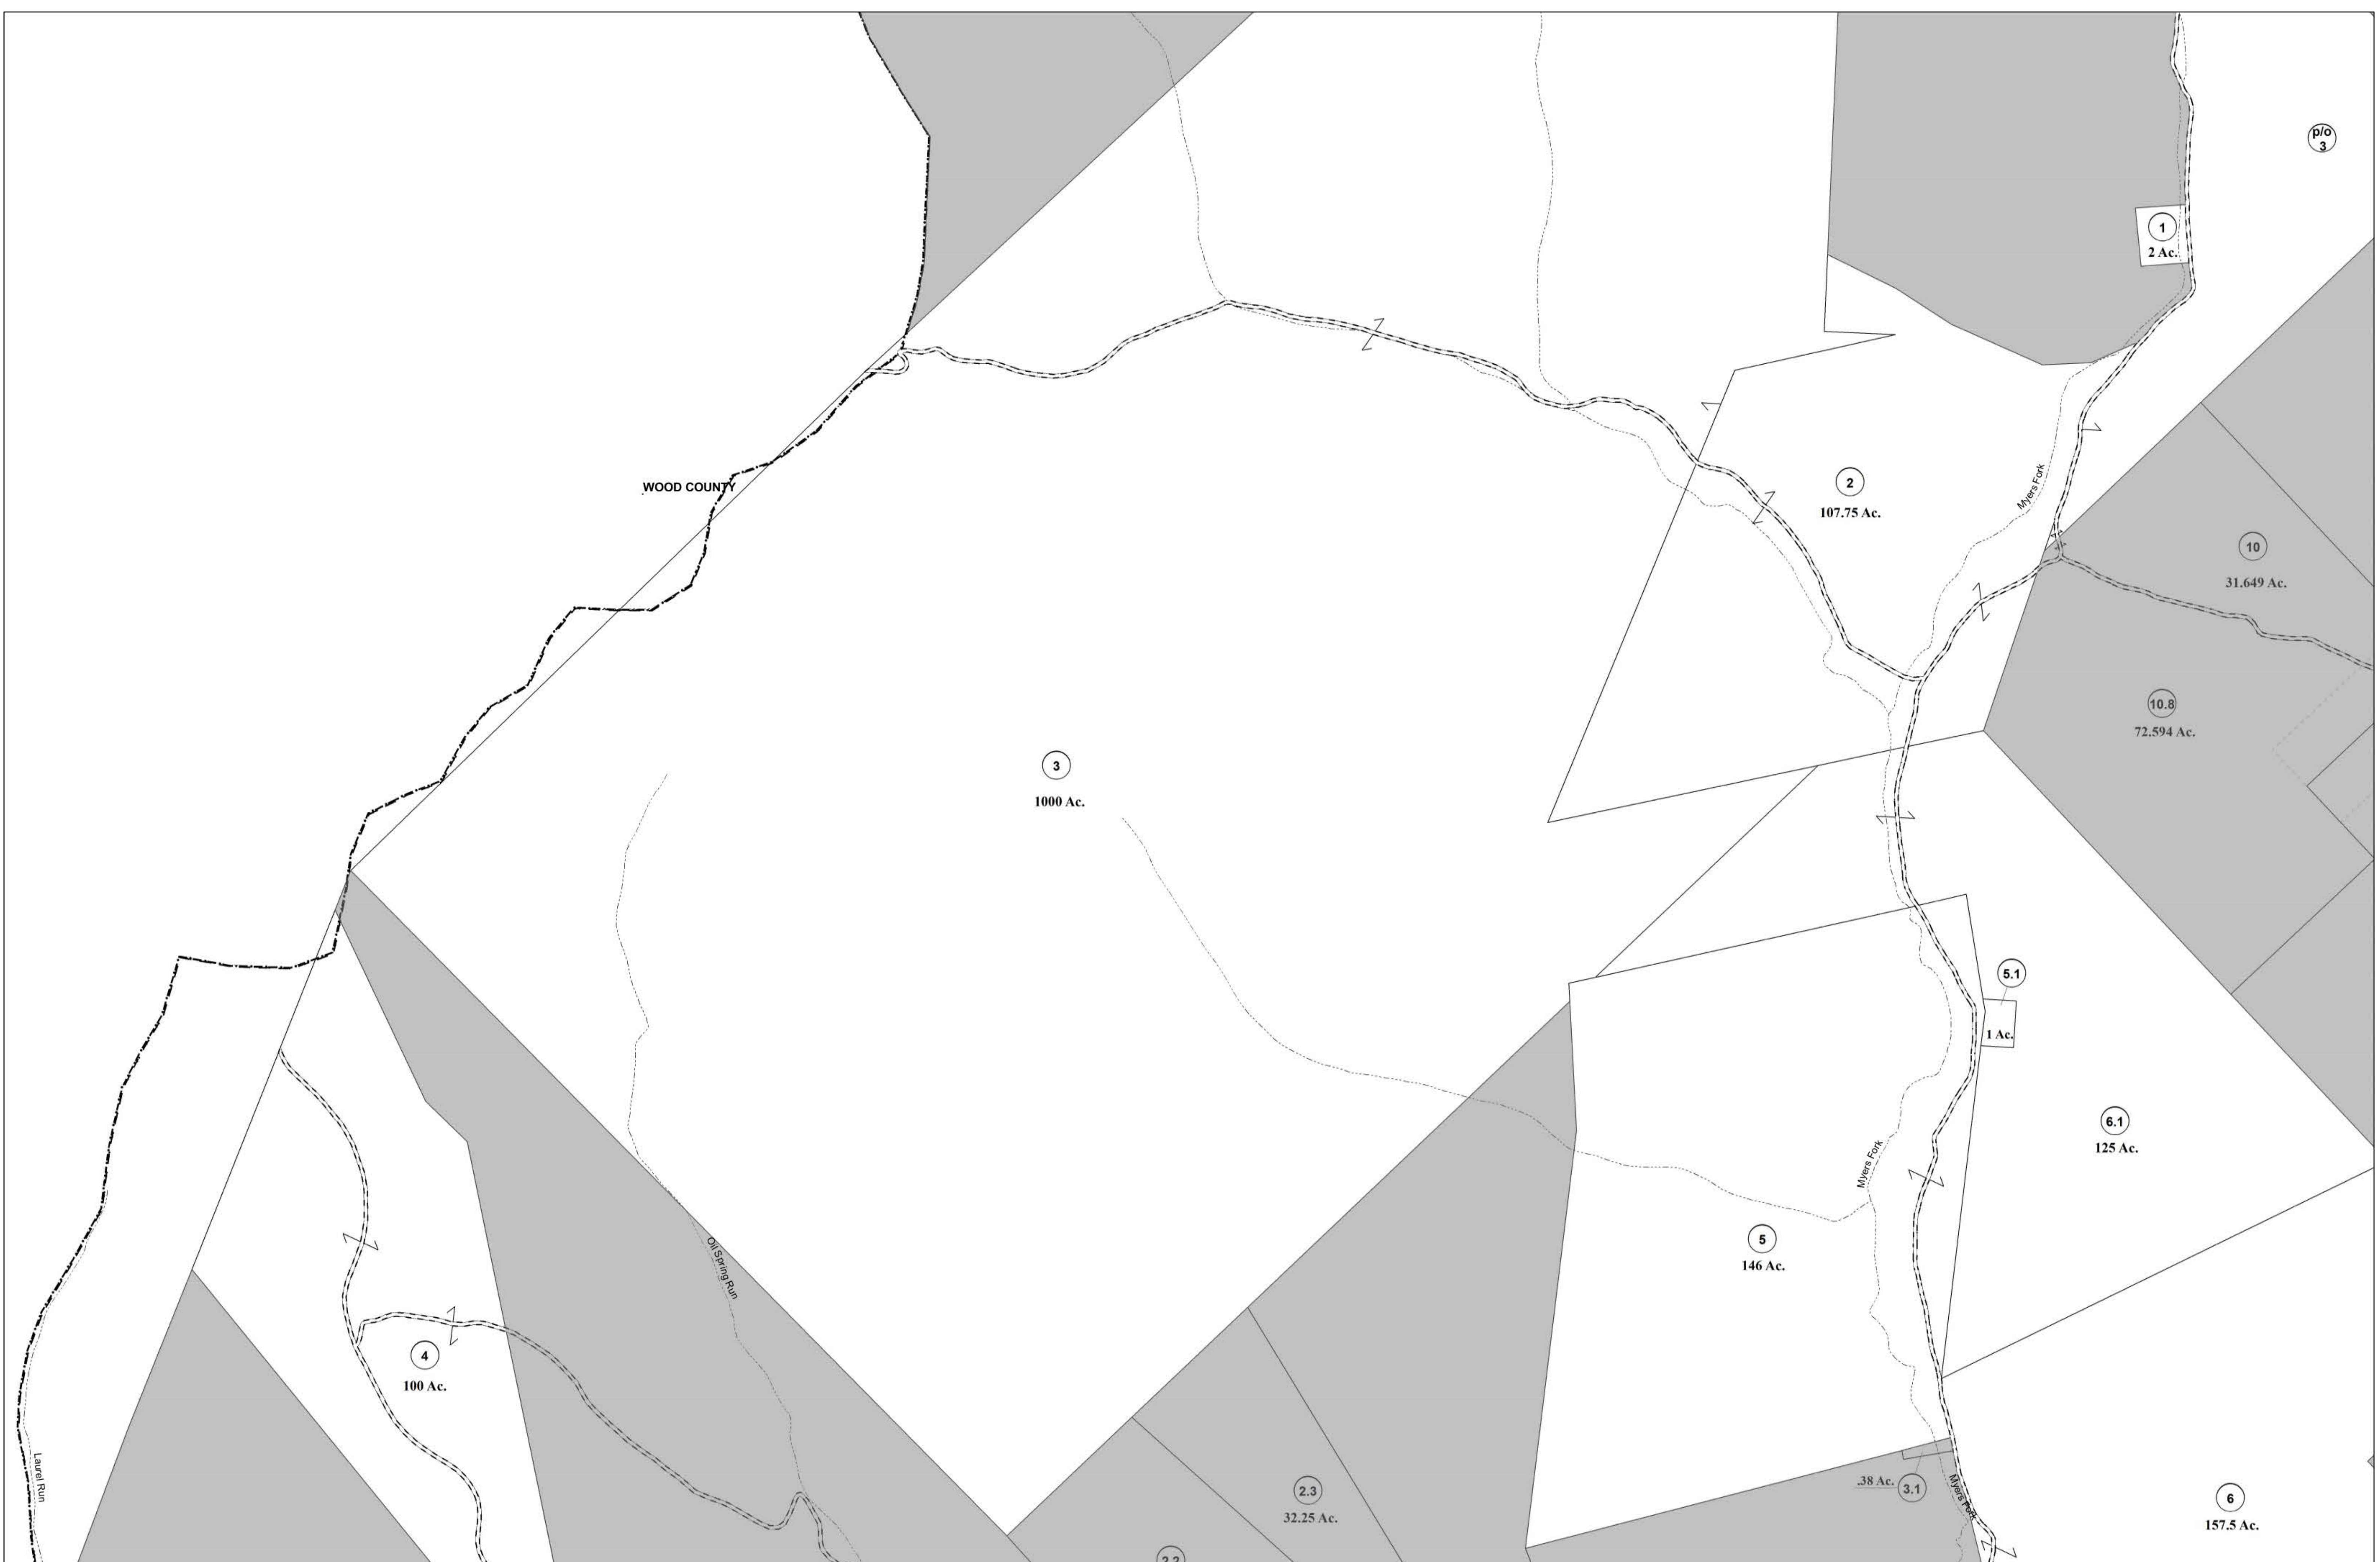 p/o
3
1
2 Ac.
WOOD COUNTY
2
107.75 Ac.
Myers Fork
10
31.649 Ac.
10.8
72.594 Ac.
3
1000 Ac.
5.1
1 Ac.
6.1
125 Ac.
Myers Fork
5
146 Ac.
Oil Spring Run
4
100 Ac.
Laurel Run
2.3
32.25 Ac.
.38 Ac.
3.1
Myers Fork
6
157.5 Ac.
2.2